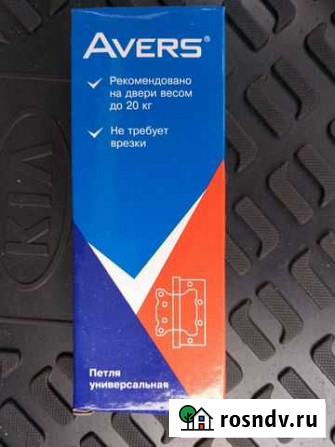 AVERS®
Рекомендовано
на двери весом
до 20 кг
Не требует
врезки
KIA
Петля
универсальная
rosndv.ru